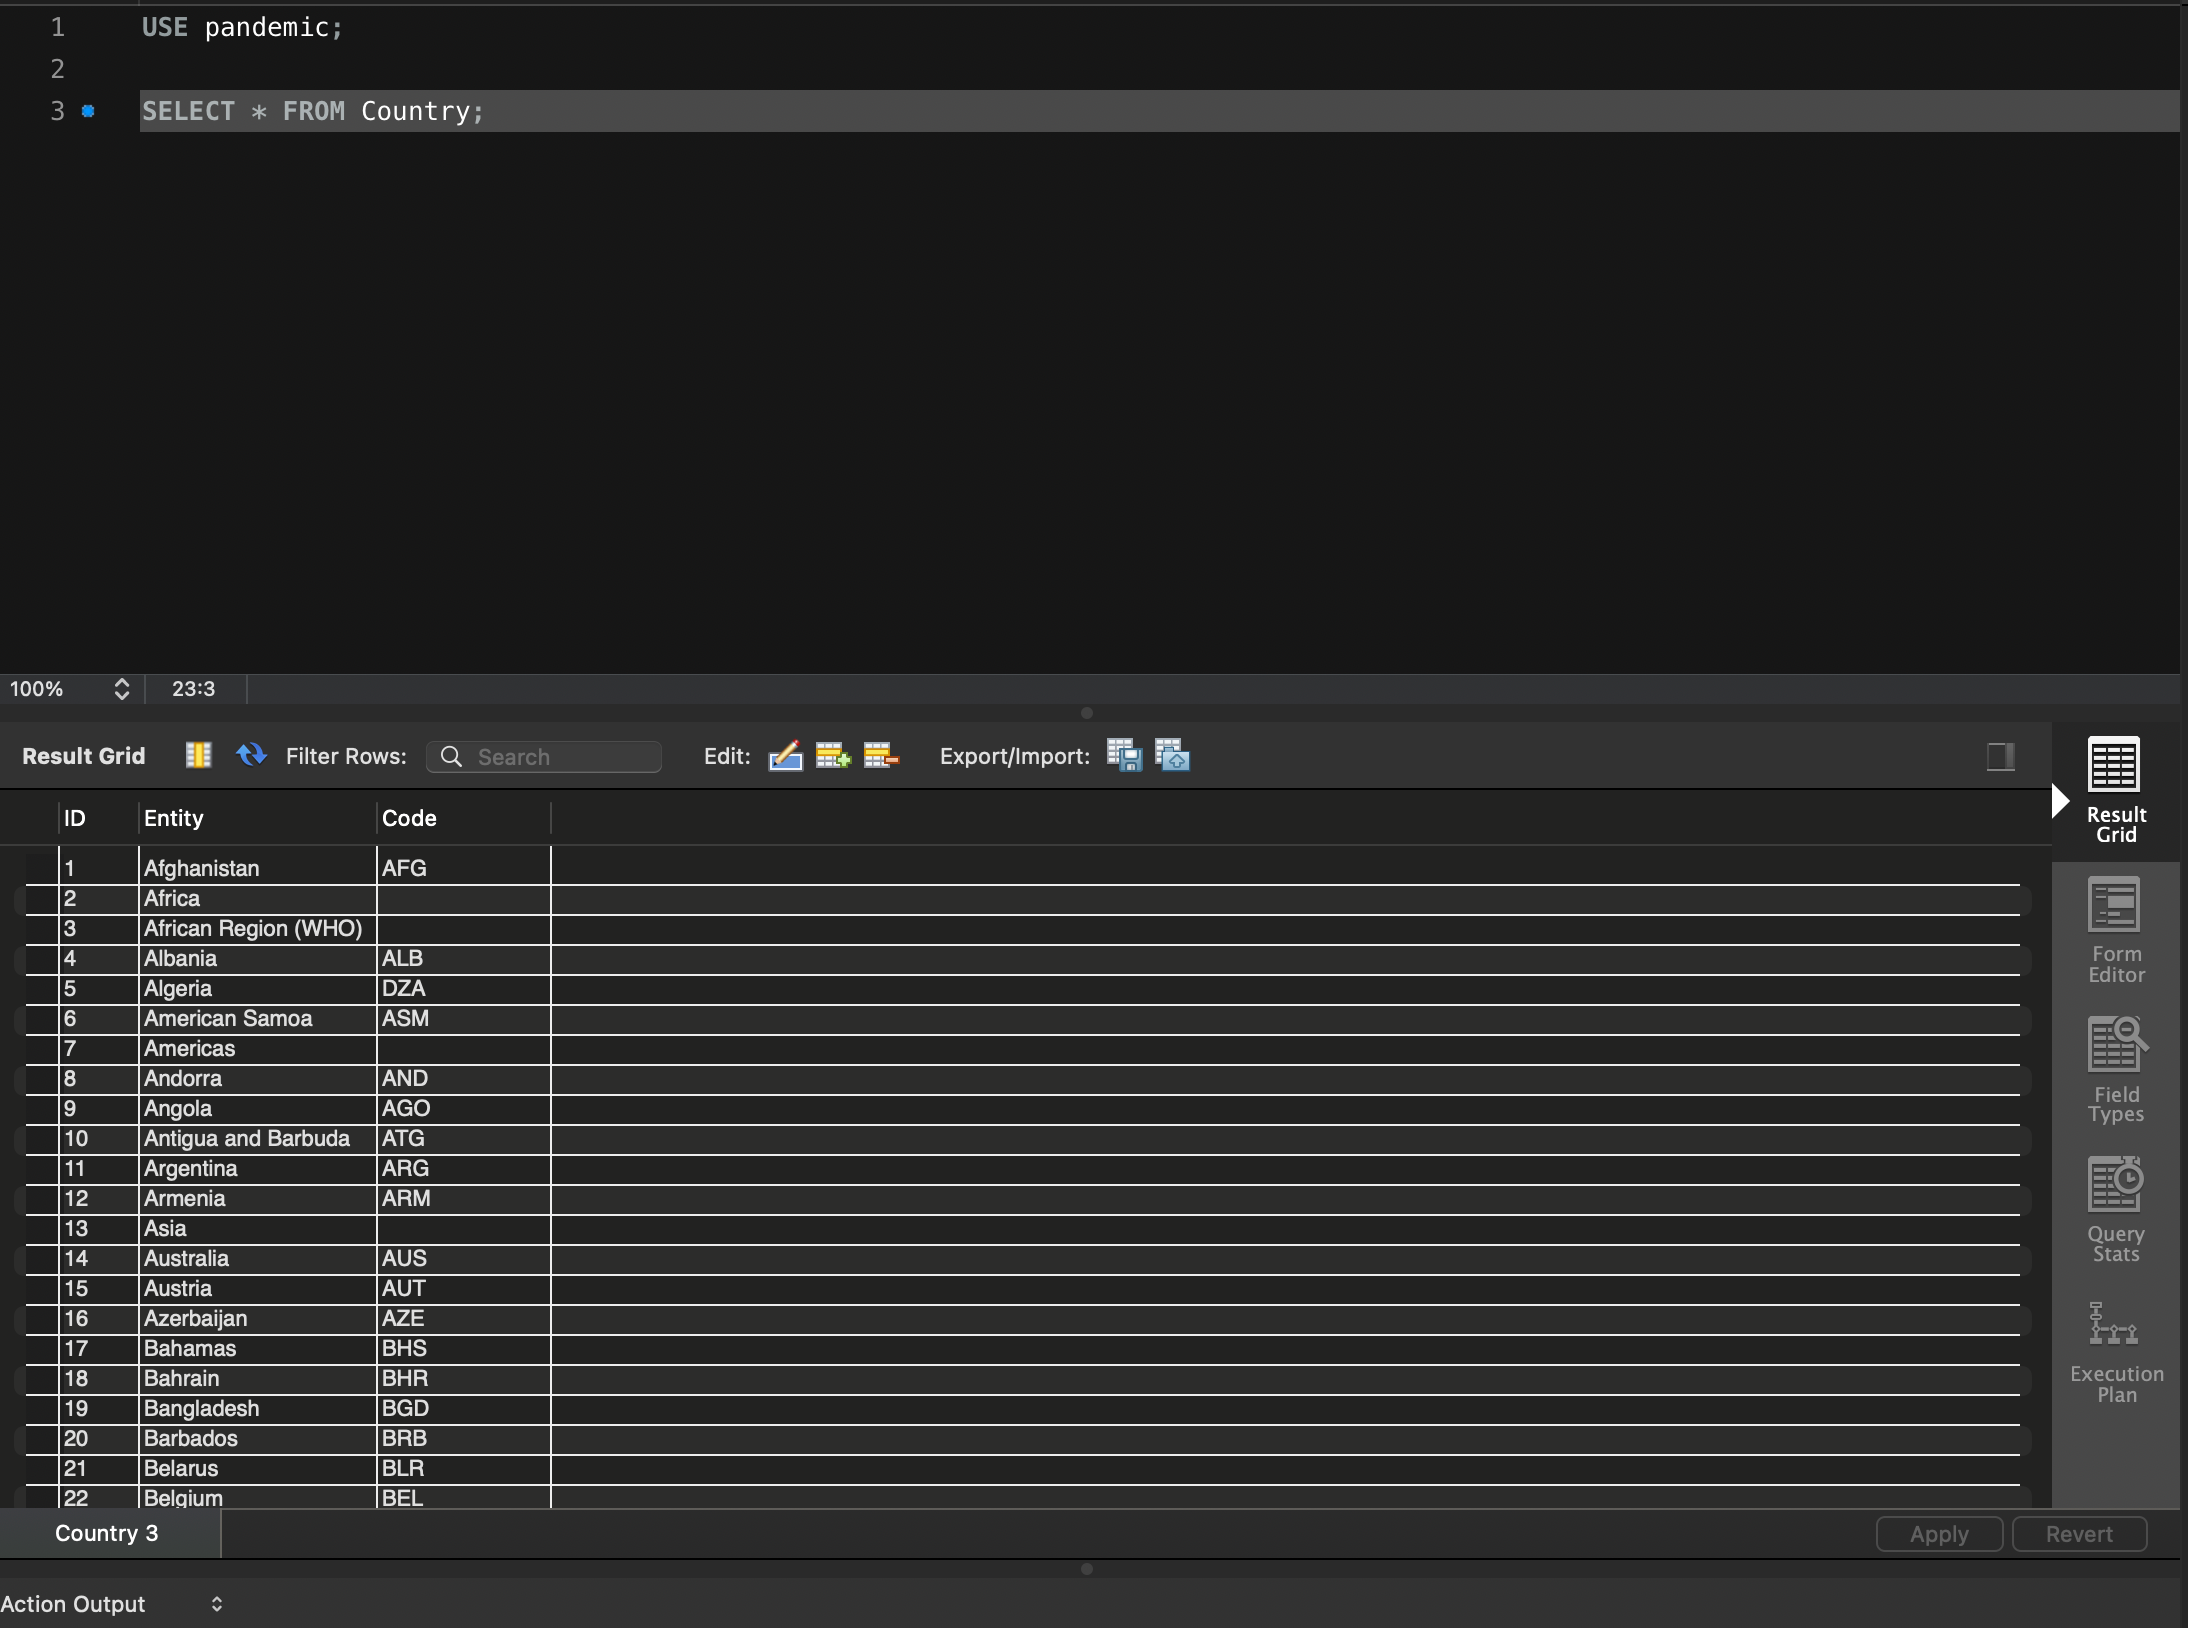 1 USE pandemic;
2
3 SELECT * FROM Country;
100% 23:3
Result Grid Filter Rows: Search Edit: Export/Import:
Result Grid
Form Editor
Field Types
Query Stats
Execution Plan
ID Entity Code
1 Afghanistan AFG
2 Africa
3 African Region (WHO)
4 Albania ALB
5 Algeria DZA
6 American Samoa ASM
7 Americas
8 Andorra AND
9 Angola AGO
10 Antigua and Barbuda ATG
11 Argentina ARG
12 Armenia ARM
13 Asia
14 Australia AUS
15 Austria AUT
16 Azerbaijan AZE
17 Bahamas BHS
18 Bahrain BHR
19 Bangladesh BGD
20 Barbados BRB
21 Belarus BLR
22 Belgium BEL
Country 3 Apply Revert
Action Output